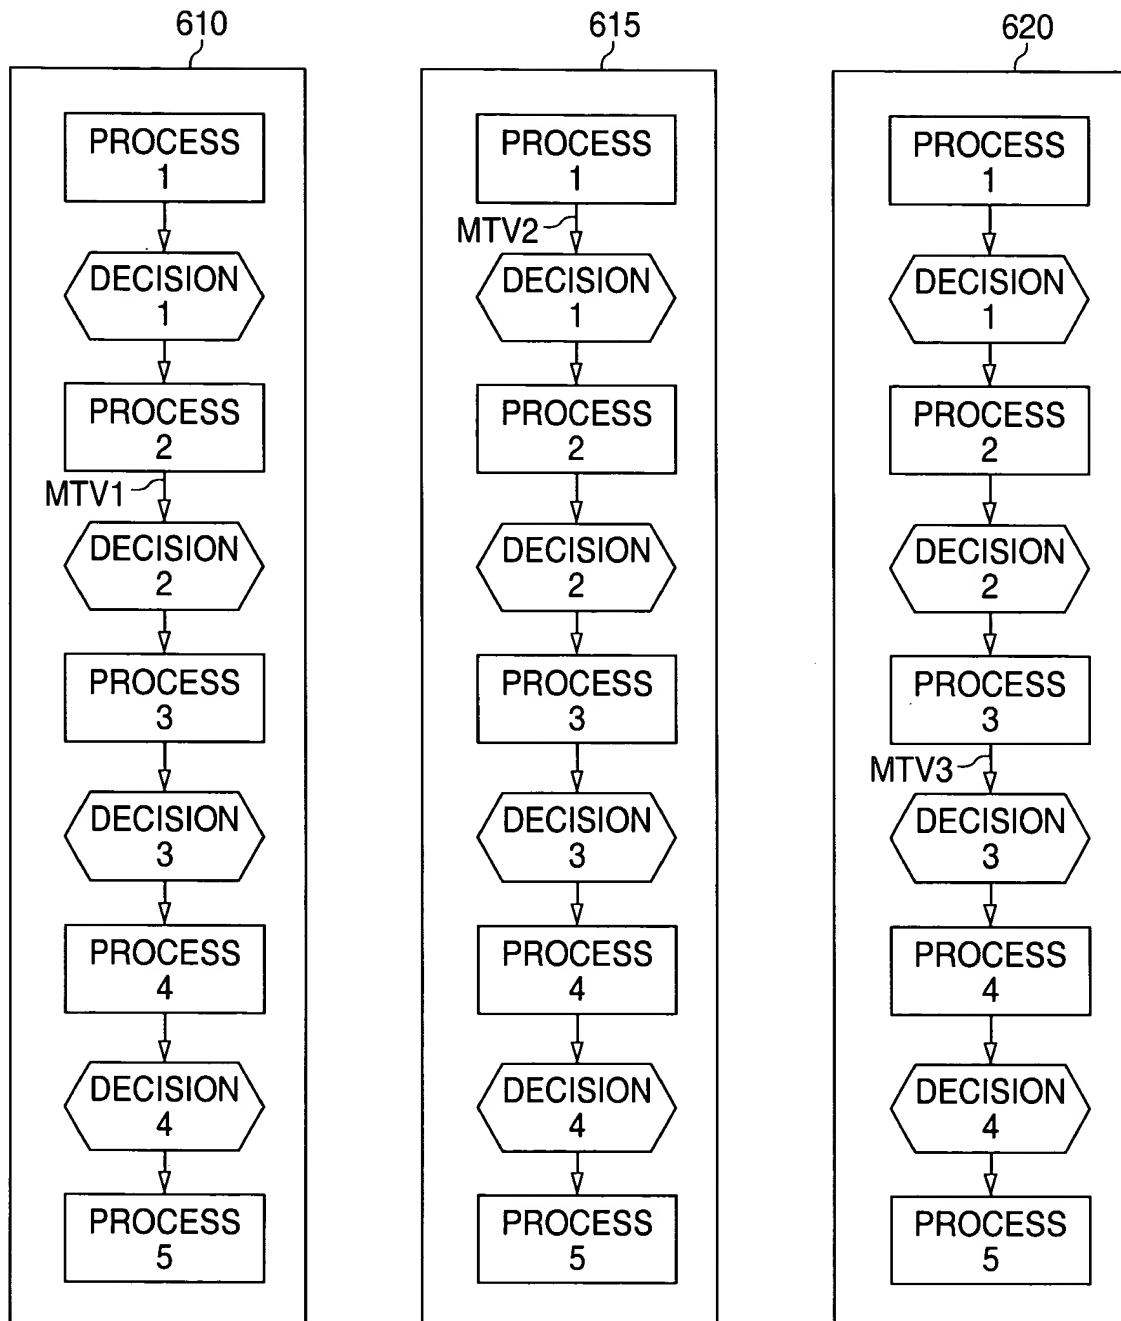 610
PROCESS
1
DECISION
1
PROCESS
2
MTV1
DECISION
2
PROCESS
3
DECISION
3
PROCESS
4
DECISION
4
PROCESS
5
615
PROCESS
1
MTV2
DECISION
1
PROCESS
2
DECISION
2
PROCESS
3
DECISION
3
PROCESS
4
DECISION
4
PROCESS
5
620
PROCESS
1
DECISION
1
PROCESS
2
DECISION
2
PROCESS
3
MTV3
DECISION
3
PROCESS
4
DECISION
4
PROCESS
5